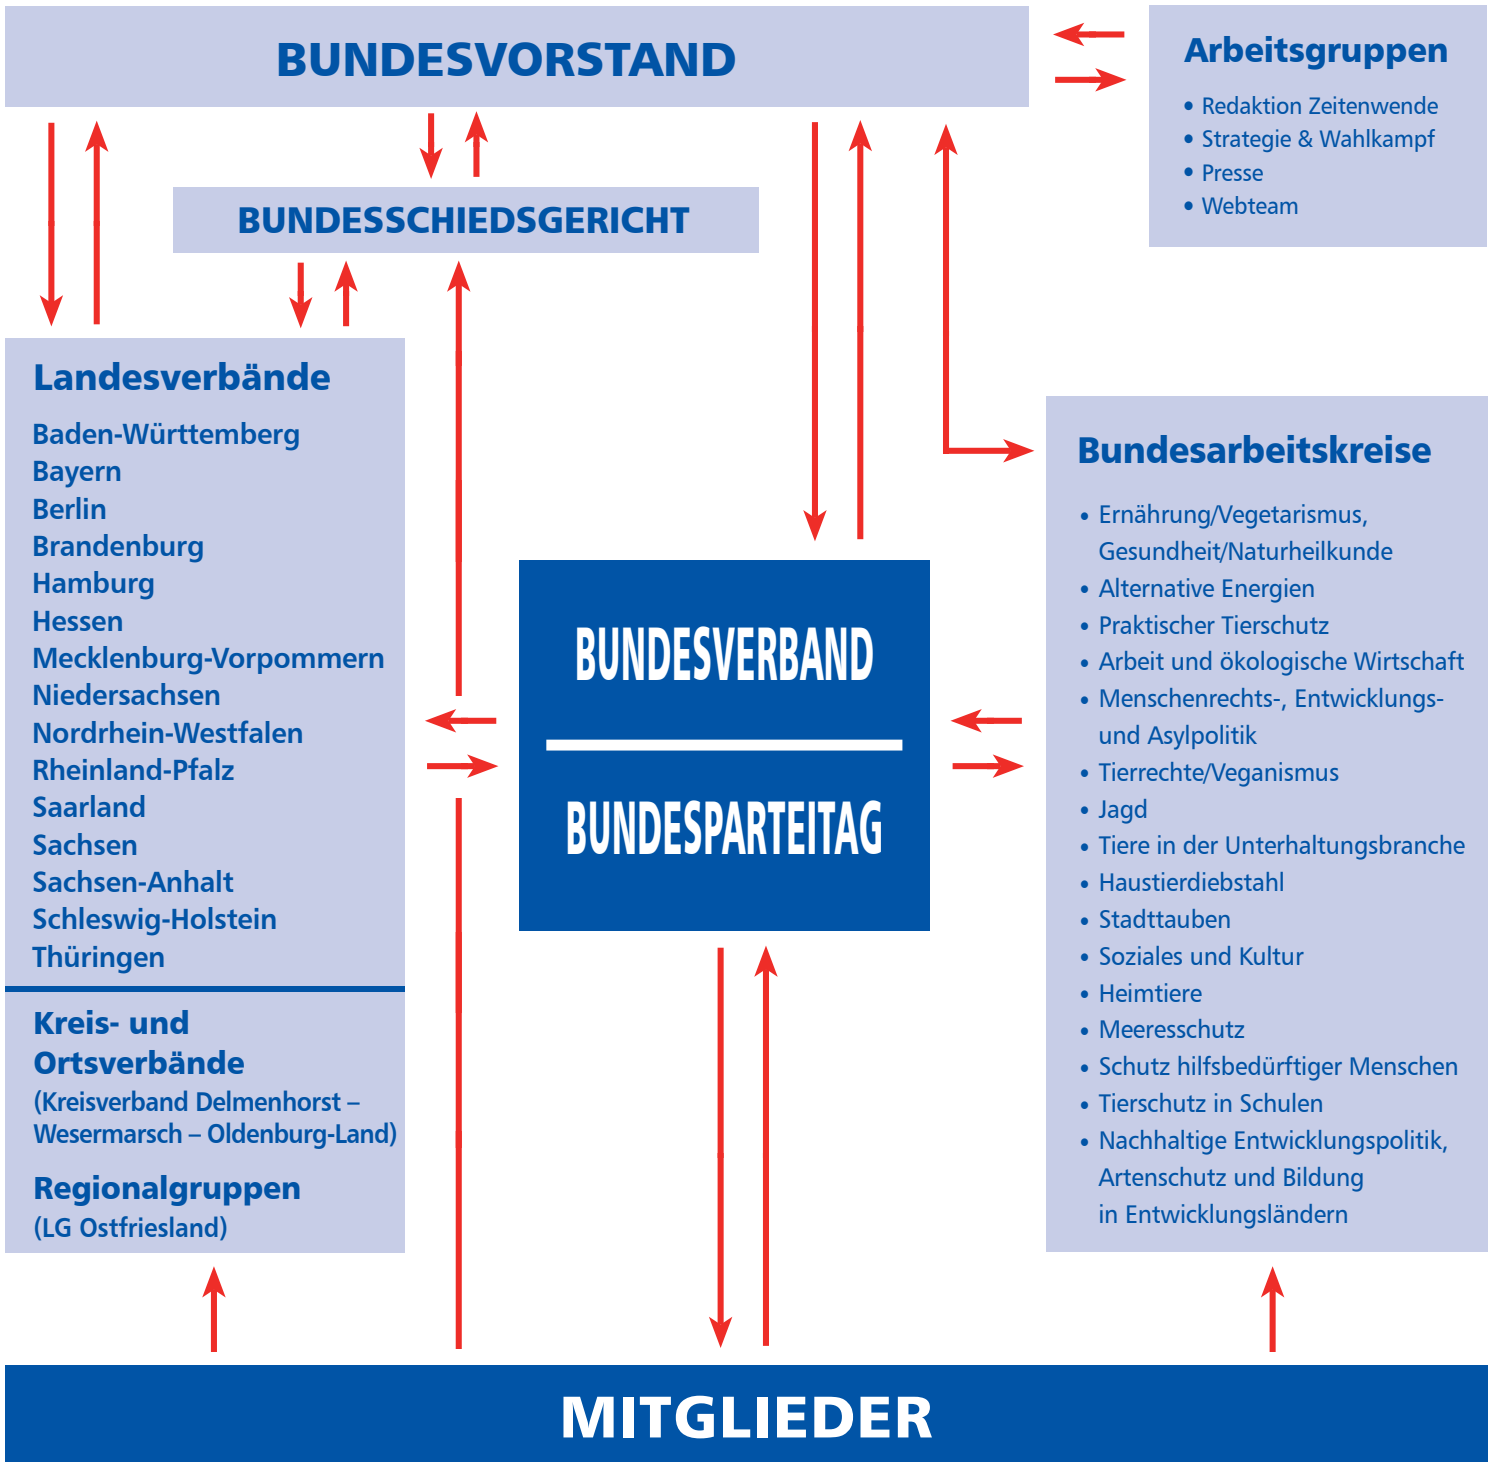 BUNDESVORSTAND
Arbeitsgruppen
• Redaktion Zeitenwende
• Strategie & Wahlkampf
• Presse
• Webteam
BUNDESSCHIEDSGERICHT
Landesverbände
Baden-Württemberg
Bayern
Berlin
Brandenburg
Hamburg
Hessen
Mecklenburg-Vorpommern
Niedersachsen
Nordrhein-Westfalen
Rheinland-Pfalz
Saarland
Sachsen
Sachsen-Anhalt
Schleswig-Holstein
Thüringen
Kreis- und
Ortsverbände
(Kreisverband Delmenhorst –
Wesermarsch – Oldenburg-Land)
Regionalgruppen
(LG Ostfriesland)
BUNDESVERBAND
BUNDESPARTEITAG
Bundesarbeitskreise
• Ernährung/Vegetarismus,
Gesundheit/Naturheilkunde
• Alternative Energien
• Praktischer Tierschutz
• Arbeit und ökologische Wirtschaft
• Menschenrechts-, Entwicklungs-
und Asylpolitik
• Tierrechte/Veganismus
• Jagd
• Tiere in der Unterhaltungsbranche
• Haustierdiebstahl
• Stadttauben
• Soziales und Kultur
• Heimtiere
• Meeresschutz
• Schutz hilfsbedürftiger Menschen
• Tierschutz in Schulen
• Nachhaltige Entwicklungspolitik,
Artenschutz und Bildung
in Entwicklungsländern
MITGLIEDER